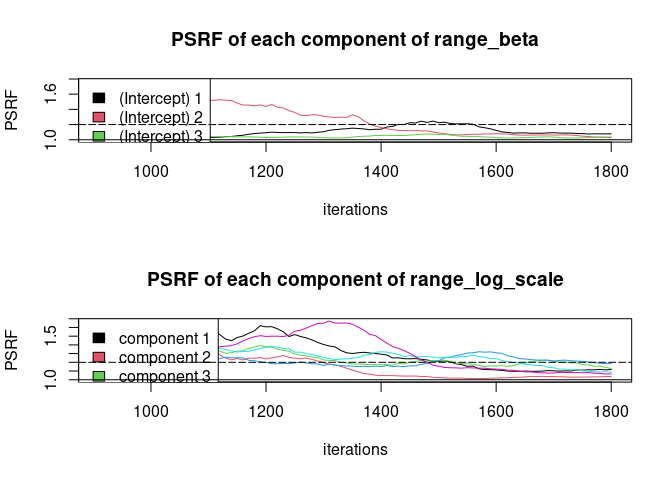 PSRF of each component of range_beta
PSRF
1.0
1.6
(Intercept) 1
(Intercept) 2
(Intercept) 3
1000
1200
1400
1600
1800
iterations
PSRF of each component of range_log_scale
PSRF
1.0
1.5
component 1
component 2
component 3
1000
1200
1400
1600
1800
iterations